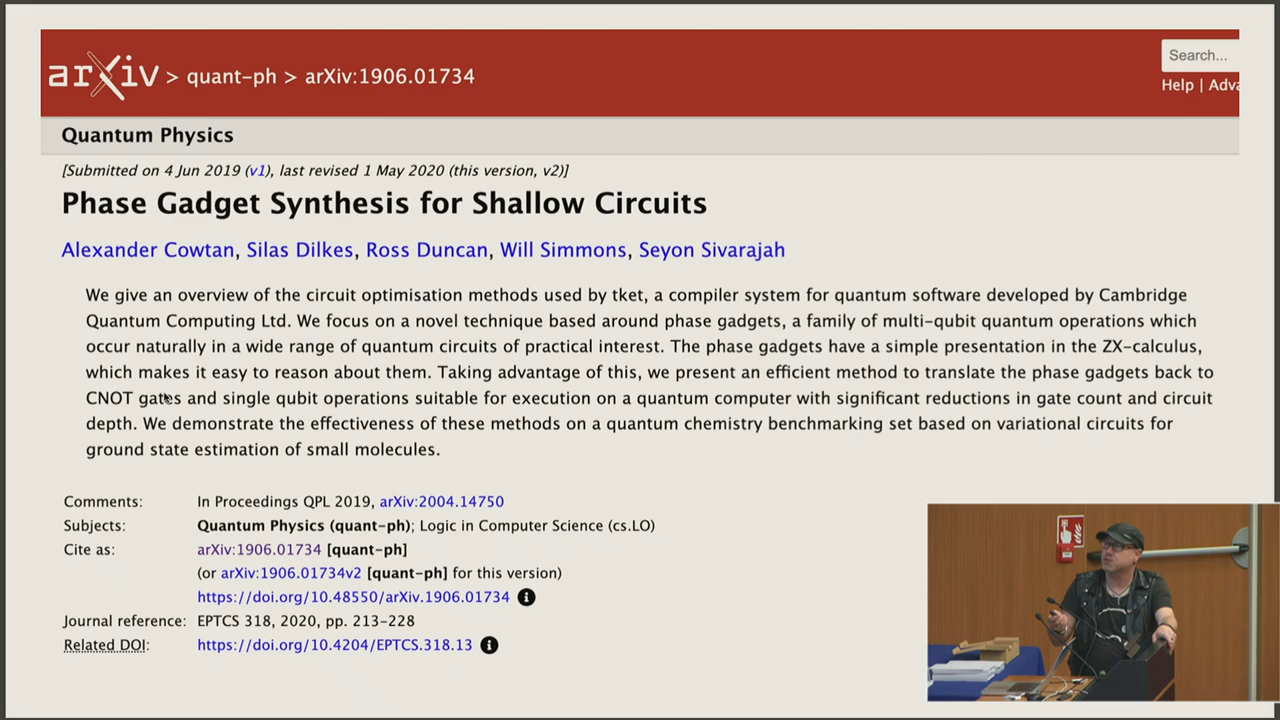 arXiv > quant-ph > arXiv:1906.01734
Search...
Help | Adva
Quantum Physics
[Submitted on 4 Jun 2019 (v1), last revised 1 May 2020 (this version, v2)]
Phase Gadget Synthesis for Shallow Circuits
Alexander Cowtan, Silas Dilkes, Ross Duncan, Will Simmons, Seyon Sivarajah
We give an overview of the circuit optimisation methods used by tket, a compiler system for quantum software developed by Cambridge
Quantum Computing Ltd. We focus on a novel technique based around phase gadgets, a family of multi-qubit quantum operations which
occur naturally in a wide range of quantum circuits of practical interest. The phase gadgets have a simple presentation in the ZX-calculus,
which makes it easy to reason about them. Taking advantage of this, we present an efficient method to translate the phase gadgets back to
CNOT gates and single qubit operations suitable for execution on a quantum computer with significant reductions in gate count and circuit
depth. We demonstrate the effectiveness of these methods on a quantum chemistry benchmarking set based on variational circuits for
ground state estimation of small molecules.
Comments: In Proceedings QPL 2019, arXiv:2004.14750
Subjects: Quantum Physics (quant-ph); Logic in Computer Science (cs.LO)
Cite as: arXiv:1906.01734 [quant-ph]
(or arXiv:1906.01734v2 [quant-ph] for this version)
https://doi.org/10.48550/arXiv.1906.01734
Journal reference: EPTCS 318, 2020, pp. 213-228
Related DOI: https://doi.org/10.4204/EPTCS.318.13